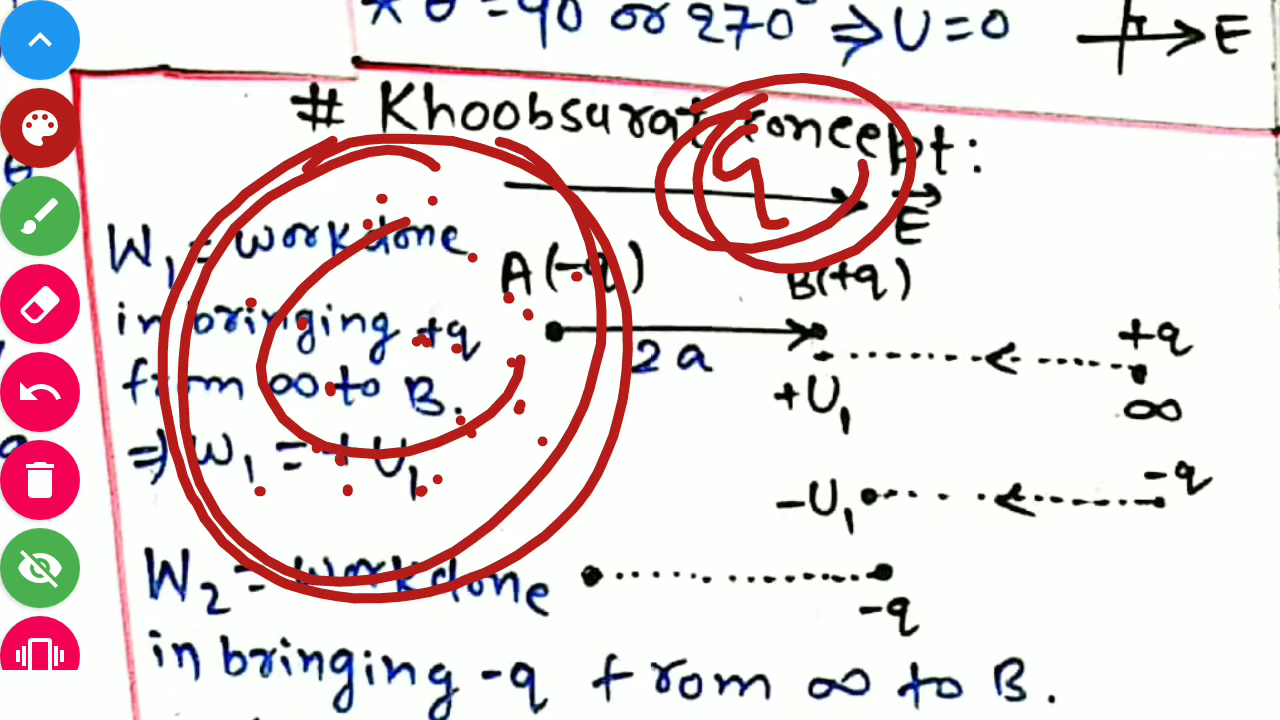 * θ = 90 or 270° ⇒ U = 0
E
# Khoobsurat concept:
q
E
W₁ = workdone
A (-q)
B(+q)
in bringing +q
2a
+q
from ∞ to B.
+U₁
∞
⇒ W₁ = + U₁
-q
-U₁
W₂ = workdone
-q
in bringing -q from ∞ to B.